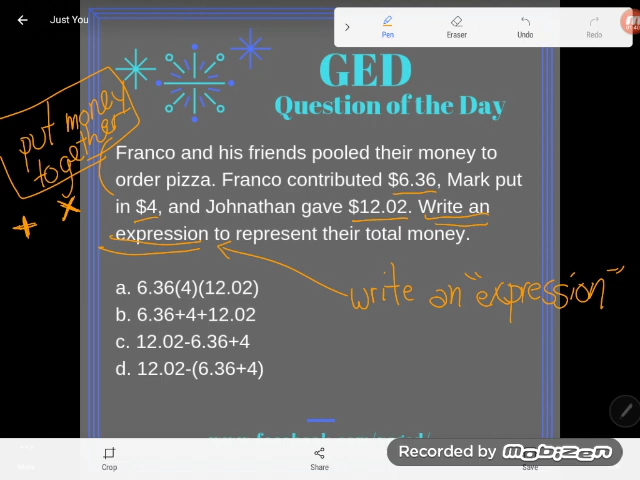 Just You
Pen
Eraser
Undo
Redo
GED
Question of the Day
put money
together
+ x
Franco and his friends pooled their money to
order pizza. Franco contributed $6.36, Mark put
in $4, and Johnathan gave $12.02. Write an
expression to represent their total money.
write an "expression"
a. 6.36(4)(12.02)
b. 6.36+4+12.02
c. 12.02-6.36+4
d. 12.02-(6.36+4)
Crop
Share
Save
Recorded by Mobizen